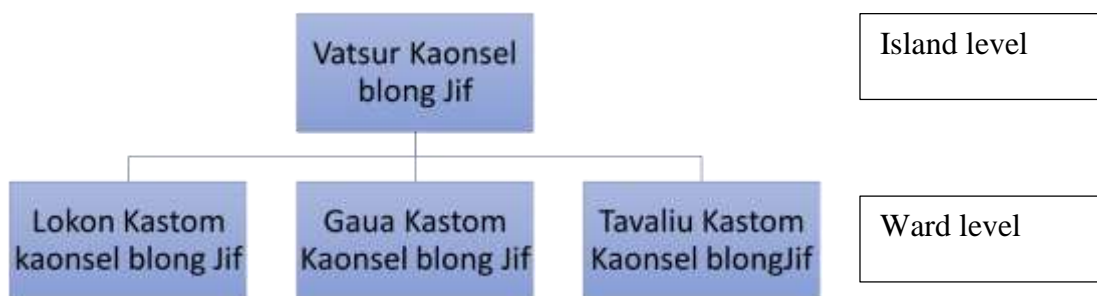 Vatsur Kaonsel
blong Jif
Island level
Lokon Kastom
kaonsel blong Jif
Gaua Kastom
Kaonsel blong Jif
Tavaliu Kastom
Kaonsel blongJif
Ward level